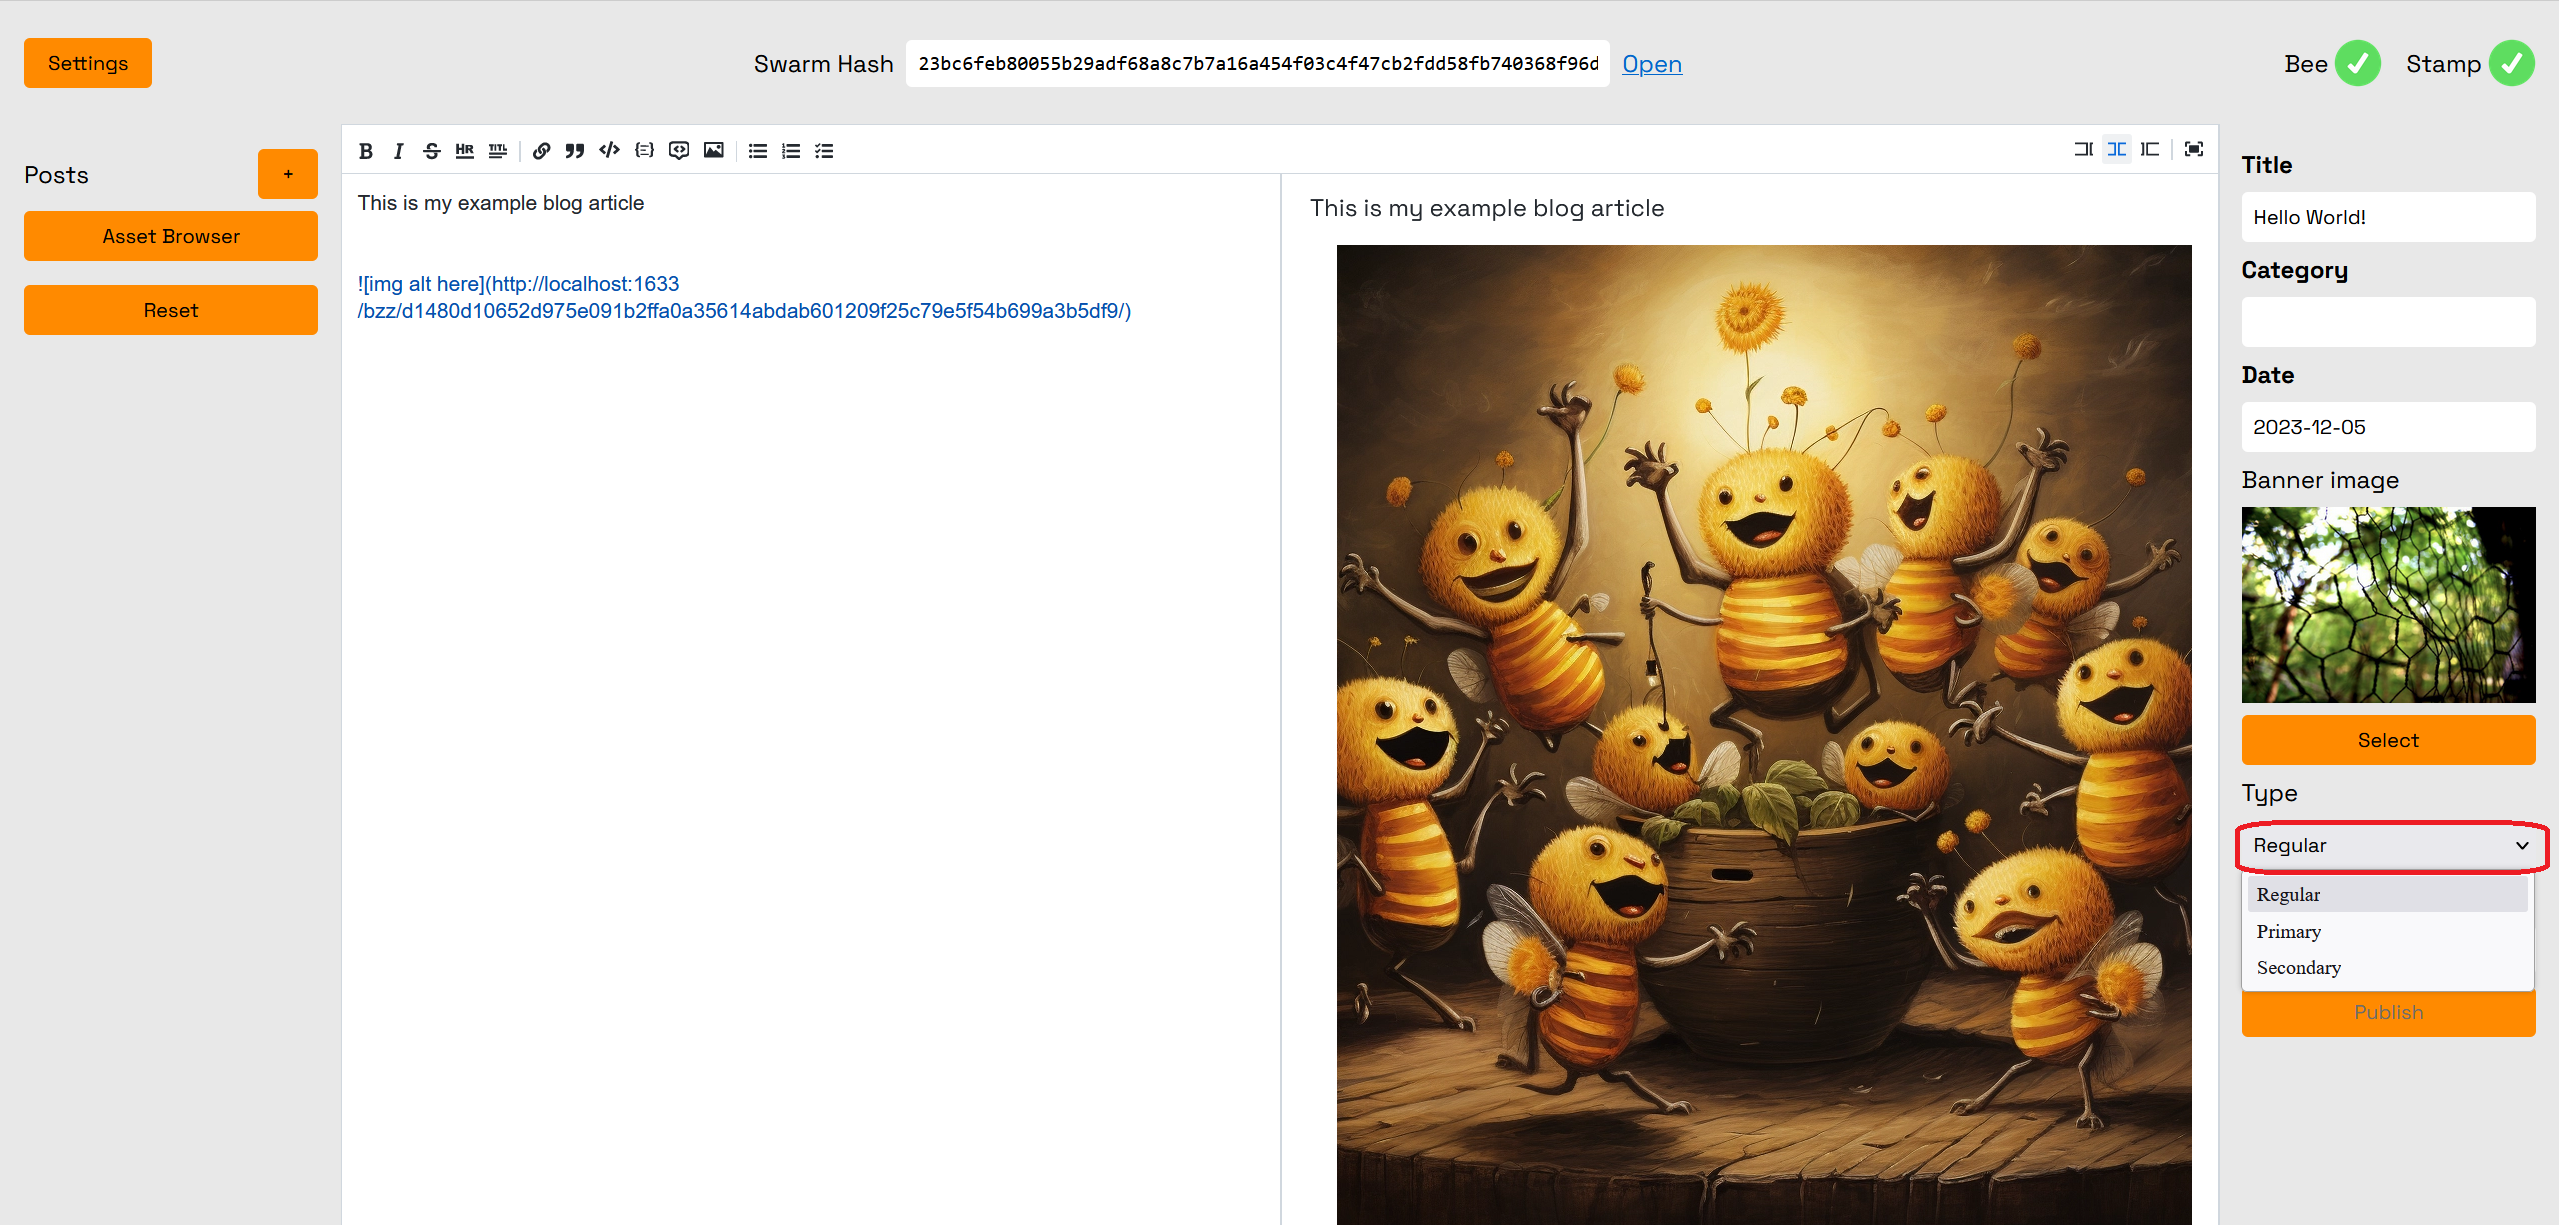 Settings
Swarm Hash 23bc6feb80055b29adf68a8c7b7a16a454f03c4f47cb2fdd58fb740368f96d Open
Bee
Stamp
Posts
+
Asset Browser
Reset
B I S HR TITL
This is my example blog article
![img alt here](http://localhost:1633
/bzz/d1480d10652d975e091b2ffa0a35614abdab601209f25c79e5f54b699a3b5df9/)
This is my example blog article
Title
Hello World!
Category
Date
2023-12-05
Banner image
Select
Type
Regular
Regular
Primary
Secondary
Publish